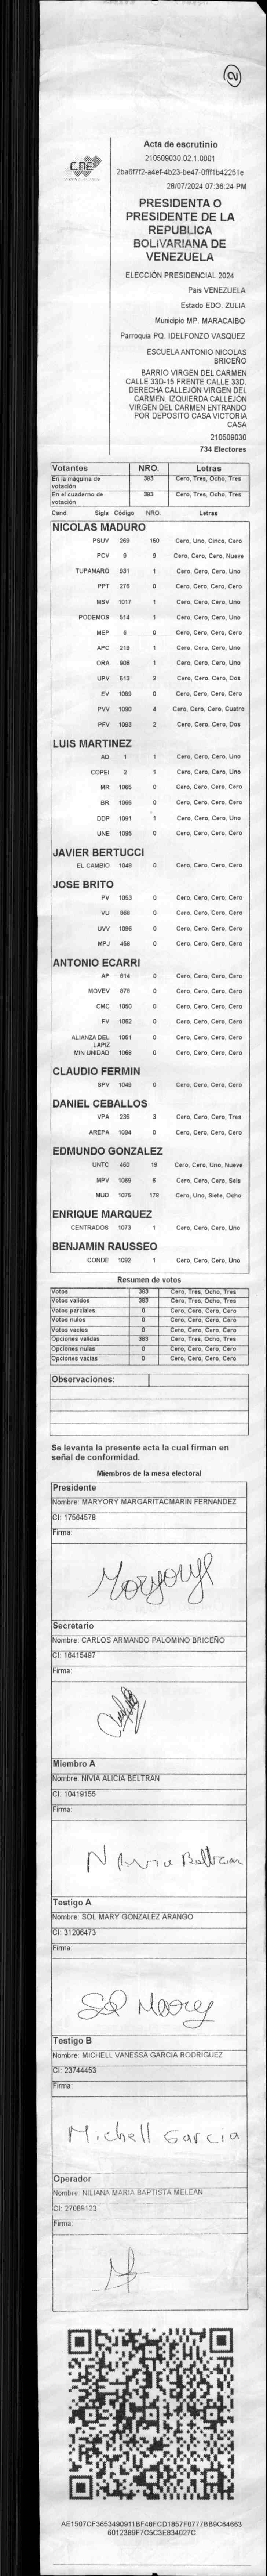 2
CNE
Acta de escrutinio
210509030.02.1.0001
28/07/2024 07:36:24 PM
PRESIDENTA O
PRESIDENTE DE LA
REPUBLICA
BOLIVARIANA DE
VENEZUELA
ELECCIÓN PRESIDENCIAL 2024
Pais VENEZUELA
Estado EDO. ZULIA
Municipio MP. MARACAIBO
Parroquia PQ. IDELFONZO VASQUEZ
ESCUELA ANTONIO NICOLAS
BRICEÑO
BARRIO VIRGEN DEL CARMEN
CALLE 33D-15 FRENTE CALLE 33D.
DERECHA CALLEJÓN VIRGEN DEL
CARMEN. IZQUIERDA CALLEJÓN
VIRGEN DEL CARMEN ENTRANDO
POR DEPOSITO CASA VICTORIA
CASA
210509030
734 Electores
Votantes NRO. Letras
En la máquina de votación 383 Cero, Tres, Ocho, Tres
En el cuaderno de votación 383 Cero, Tres, Ocho, Tres
Cand. Sigla Código NRO. Letras
NICOLAS MADURO
PSUV 269 150 Cero, Uno, Cinco, Cero
PCV 9 9 Cero, Cero, Cero, Nueve
TUPAMARO 931 1 Cero, Cero, Cero, Uno
PPT 276 0 Cero, Cero, Cero, Cero
MSV 1017 1 Cero, Cero, Cero, Uno
PODEMOS 514 1 Cero, Cero, Cero, Uno
MEP 5 0 Cero, Cero, Cero, Cero
APC 219 1 Cero, Cero, Cero, Uno
ORA 906 1 Cero, Cero, Cero, Uno
UPV 613 2 Cero, Cero, Cero, Dos
EV 1089 0 Cero, Cero, Cero, Cero
PVV 1090 4 Cero, Cero, Cero, Cuatro
PFV 1093 2 Cero, Cero, Cero, Dos
LUIS MARTINEZ
AD 1 1 Cero, Cero, Cero, Uno
COPEI 2 1 Cero, Cero, Cero, Uno
MR 1065 0 Cero, Cero, Cero, Cero
BR 1066 0 Cero, Cero, Cero, Cero
DDP 1091 1 Cero, Cero, Cero, Uno
UNE 1095 0 Cero, Cero, Cero, Cero
JAVIER BERTUCCI
EL CAMBIO 1048 0 Cero, Cero, Cero, Cero
JOSE BRITO
PV 1053 0 Cero, Cero, Cero, Cero
VU 868 0 Cero, Cero, Cero, Cero
UVV 1096 0 Cero, Cero, Cero, Cero
MPJ 456 0 Cero, Cero, Cero, Cero
ANTONIO ECARRI
AP 614 0 Cero, Cero, Cero, Cero
MOVEV 979 0 Cero, Cero, Cero, Cero
CMC 1050 0 Cero, Cero, Cero, Cero
FV 1062 0 Cero, Cero, Cero, Cero
ALIANZA DEL LAPIZ 1051 0 Cero, Cero, Cero, Cero
MIN UNIDAD 1068 0 Cero, Cero, Cero, Cero
CLAUDIO FERMIN
SPV 1049 0 Cero, Cero, Cero, Cero
DANIEL CEBALLOS
VPA 236 3 Cero, Cero, Cero, Tres
AREPA 1094 0 Cero, Cero, Cero, Cero
EDMUNDO GONZALEZ
UNTC 460 19 Cero, Cero, Uno, Nueve
MPV 1069 6 Cero, Cero, Cero, Seis
MUD 1075 178 Cero, Uno, Siete, Ocho
ENRIQUE MARQUEZ
CENTRADOS 1073 1 Cero, Cero, Cero, Uno
BENJAMIN RAUSSEO
CONDE 1092 1 Cero, Cero, Cero, Uno
Resumen de votos
Votos 383 Cero, Tres, Ocho, Tres
Votos validos 383 Cero, Tres, Ocho, Tres
Votos parciales 0 Cero, Cero, Cero, Cero
Votos nulos 0 Cero, Cero, Cero, Cero
Votos vacios 0 Cero, Cero, Cero, Cero
Opciones validas 383 Cero, Tres, Ocho, Tres
Opciones nulas 0 Cero, Cero, Cero, Cero
Opciones vacias 0 Cero, Cero, Cero, Cero
Observaciones:
Se levanta la presente acta la cual firman en
señal de conformidad.
Miembros de la mesa electoral
Presidente
Nombre: MARYORY MARGARITACMARIN FERNANDEZ
CI: 17564578
Firma:
Secretario
Nombre: CARLOS ARMANDO PALOMINO BRICEÑO
CI: 16415497
Firma:
Miembro A
Nombre: NIVIA ALICIA BELTRAN
CI: 10419155
Firma:
Nivia Beltran
Testigo A
Nombre: SOL MARY GONZALEZ ARANGO
CI: 31206473
Firma:
Testigo B
Nombre: MICHELL VANESSA GARCIA RODRIGUEZ
CI: 23744453
Firma:
Michell Garcia
Operador
Nombre: NILIANA MARIA BAPTISTA MELEAN
CI: 27089123
Firma: